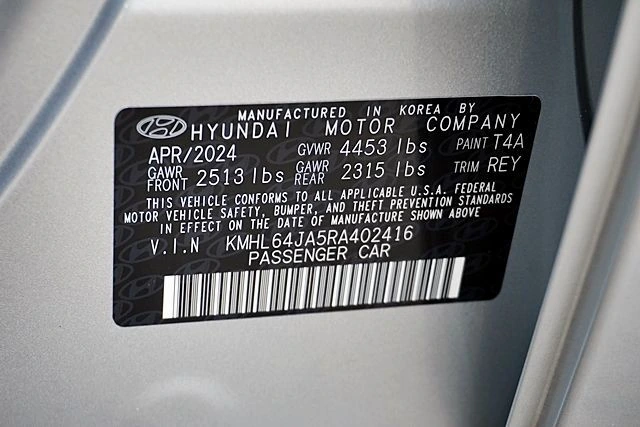 MANUFACTURED IN KOREA BY
HYUNDAI MOTOR COMPANY
APR/2024 GVWR 4453 lbs PAINT T4A
GAWR FRONT 2513 lbs GAWR REAR 2315 lbs TRIM REY
THIS VEHICLE CONFORMS TO ALL APPLICABLE U.S.A. FEDERAL
MOTOR VEHICLE SAFETY, BUMPER, AND THEFT PREVENTION STANDARDS
IN EFFECT ON THE DATE OF MANUFACTURE SHOWN ABOVE
V.I.N KMHL64JA5RA402416
PASSENGER CAR